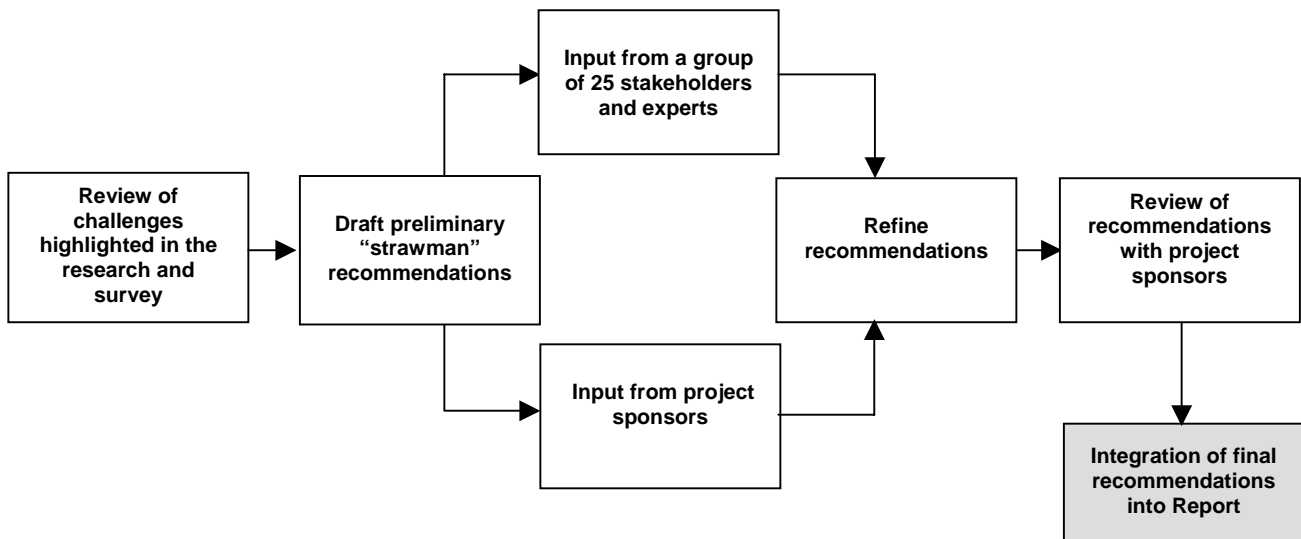 Review of
challenges
highlighted in the
research and
survey
Draft preliminary
“strawman”
recommendations
Input from a group
of 25 stakeholders
and experts
Input from project
sponsors
Refine
recommendations
Review of
recommendations
with project
sponsors
Integration of final
recommendations
into Report